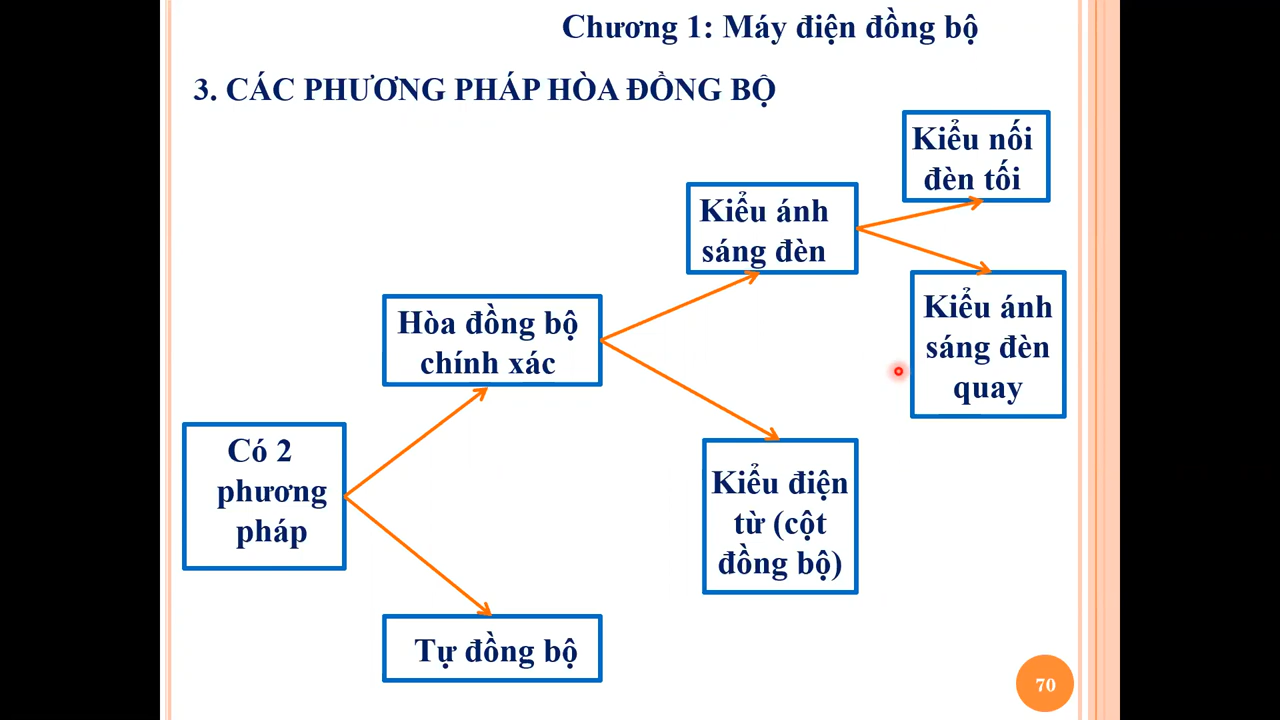 Chương 1: Máy điện đồng bộ
3. CÁC PHƯƠNG PHÁP HÒA ĐỒNG BỘ
Kiểu nối
đèn tối
Kiểu ánh
sáng đèn
Kiểu ánh
sáng đèn
quay
Hòa đồng bộ
chính xác
Có 2
phương
pháp
Kiểu điện
từ (cột
đồng bộ)
Tự đồng bộ
70